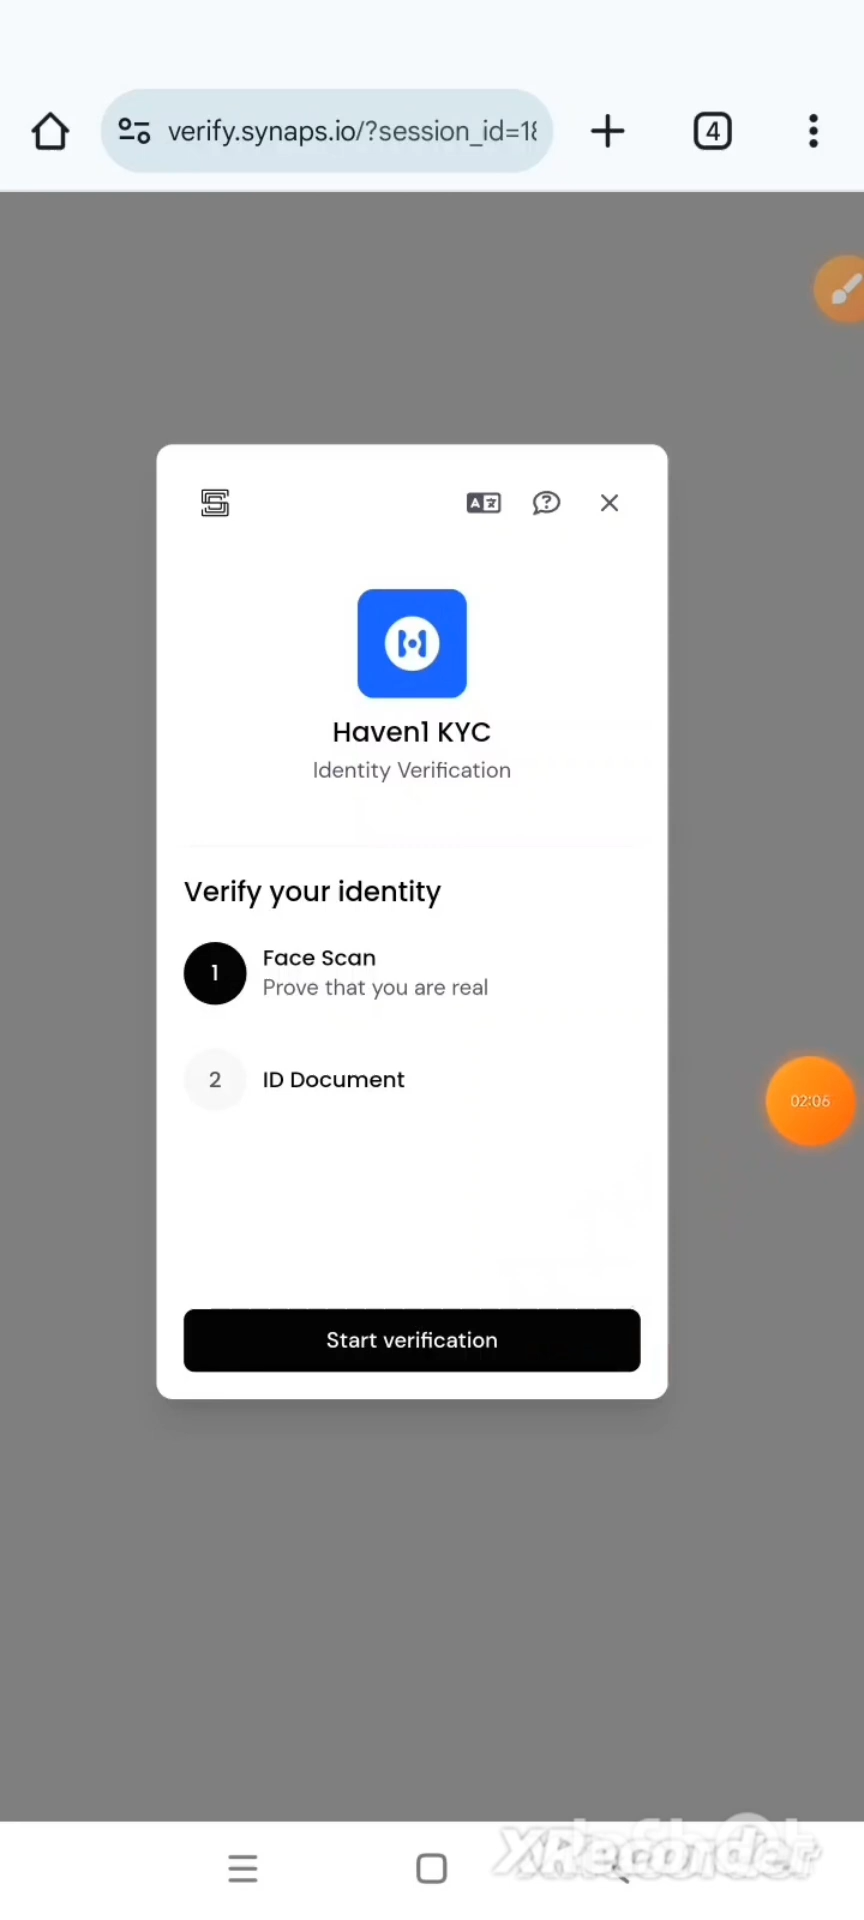 verify.synaps.io/?session_id=18
4
A
Haven1 KYC
Identity Verification
Verify your identity
1
Face Scan
Prove that you are real
2
ID Document
02:06
Start verification
XRecorder